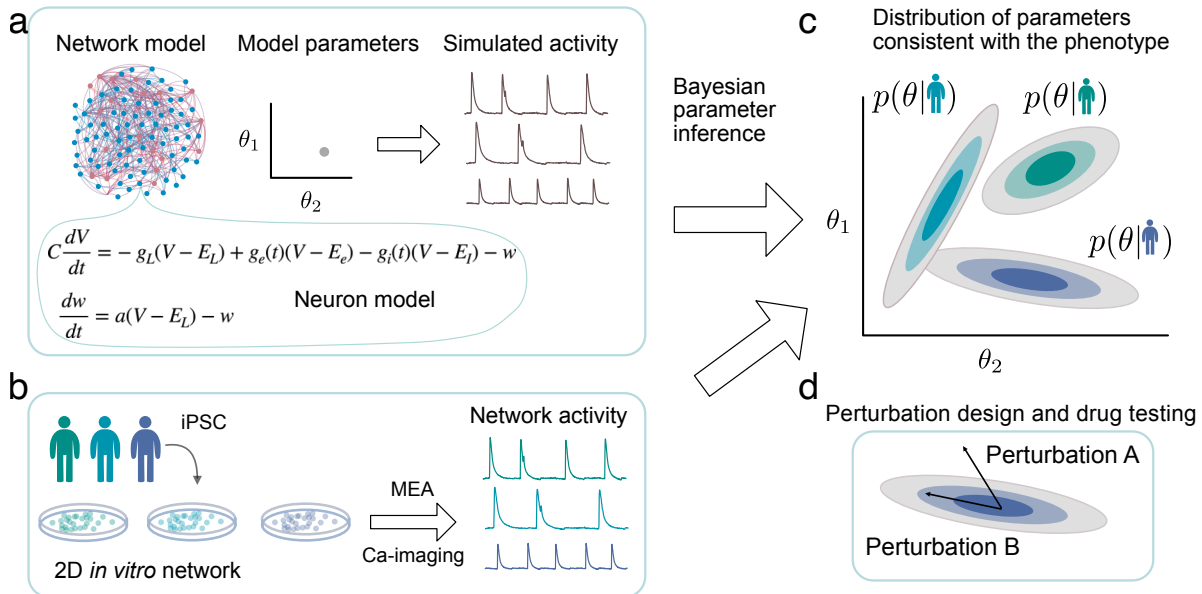 a
Network model
Model parameters
Simulated activity
θ1
θ2
C dV/dt = − gL(V − EL) + ge(t)(V − Ee) − gi(t)(V − EI) − w
dw/dt = a(V − EL) − w
Neuron model
b
iPSC
2D in vitro network
MEA
Ca-imaging
Network activity
Bayesian
parameter
inference
c
Distribution of parameters
consistent with the phenotype
p(θ| )
p(θ| )
p(θ| )
θ1
θ2
d
Perturbation design and drug testing
Perturbation A
Perturbation B